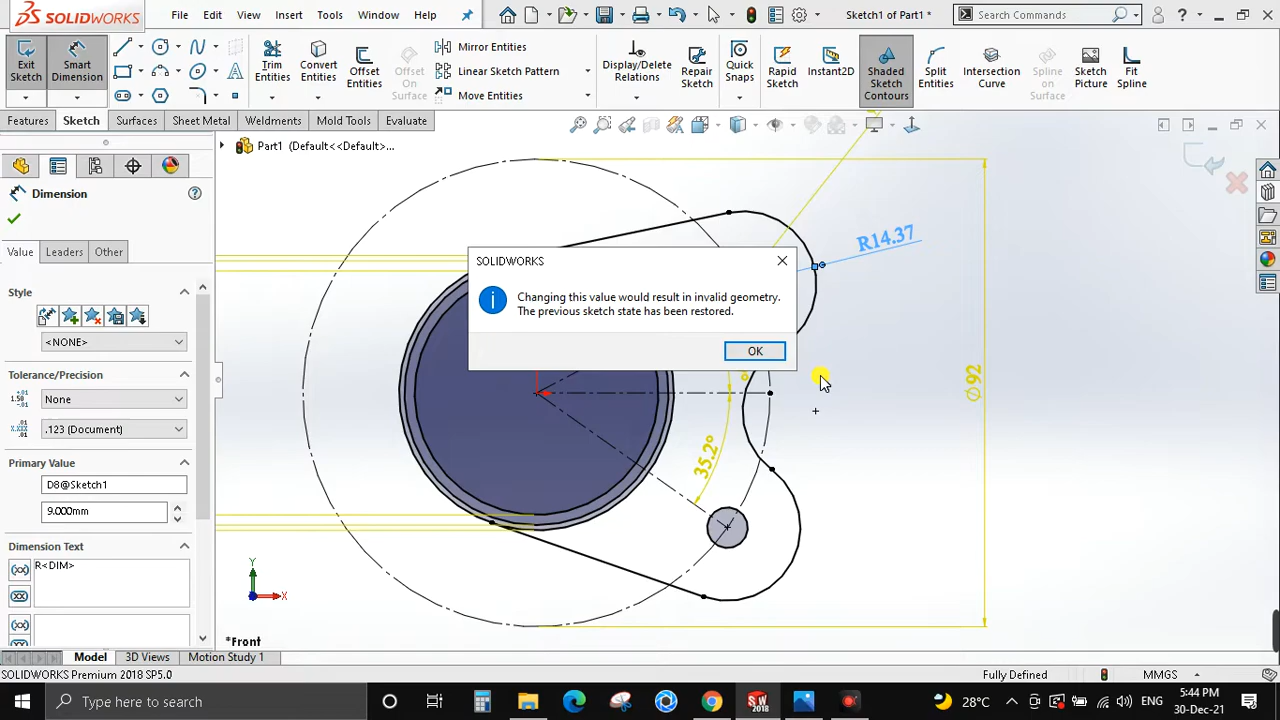 SOLIDWORKS
File Edit View Insert Tools Window Help
Sketch1 of Part1 *
Search Commands
Exit Sketch
Smart Dimension
Trim Entities
Convert Entities
Offset Entities
Offset On Surface
Mirror Entities
Linear Sketch Pattern
Move Entities
Display/Delete Relations
Repair Sketch
Quick Snaps
Rapid Sketch
Instant2D
Shaded Sketch Contours
Split Entities
Intersection Curve
Spline on Surface
Sketch Picture
Fit Spline
Features Sketch Surfaces Sheet Metal Weldments Mold Tools Evaluate
Part1 (Default<<Default>...
Dimension
Value Leaders Other
Style
<NONE>
Tolerance/Precision
1.50
None
.123 (Document)
Primary Value
D8@Sketch1
9.000mm
Dimension Text
R<DIM>
SOLIDWORKS
Changing this value would result in invalid geometry.
The previous sketch state has been restored.
OK
R14.37
∅92
35.2°
Y
X
*Front
Model 3D Views Motion Study 1
SOLIDWORKS Premium 2018 SP5.0
Fully Defined
MMGS
Type here to search
SW
2018
28°C
ENG
5:44 PM
30-Dec-21